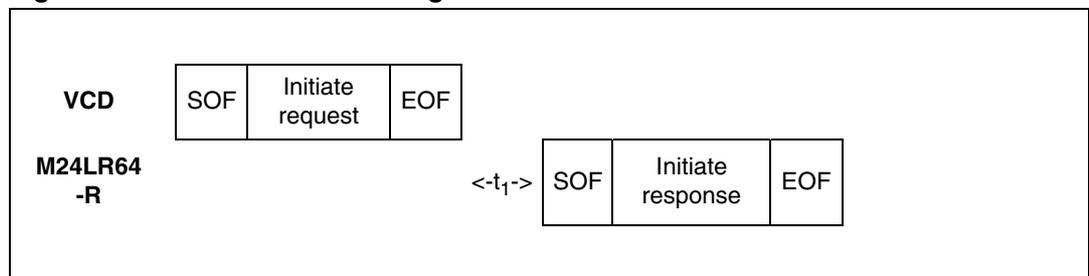 VCD
SOF
Initiate
request
EOF
M24LR64
-R
<-t1->
SOF
Initiate
response
EOF